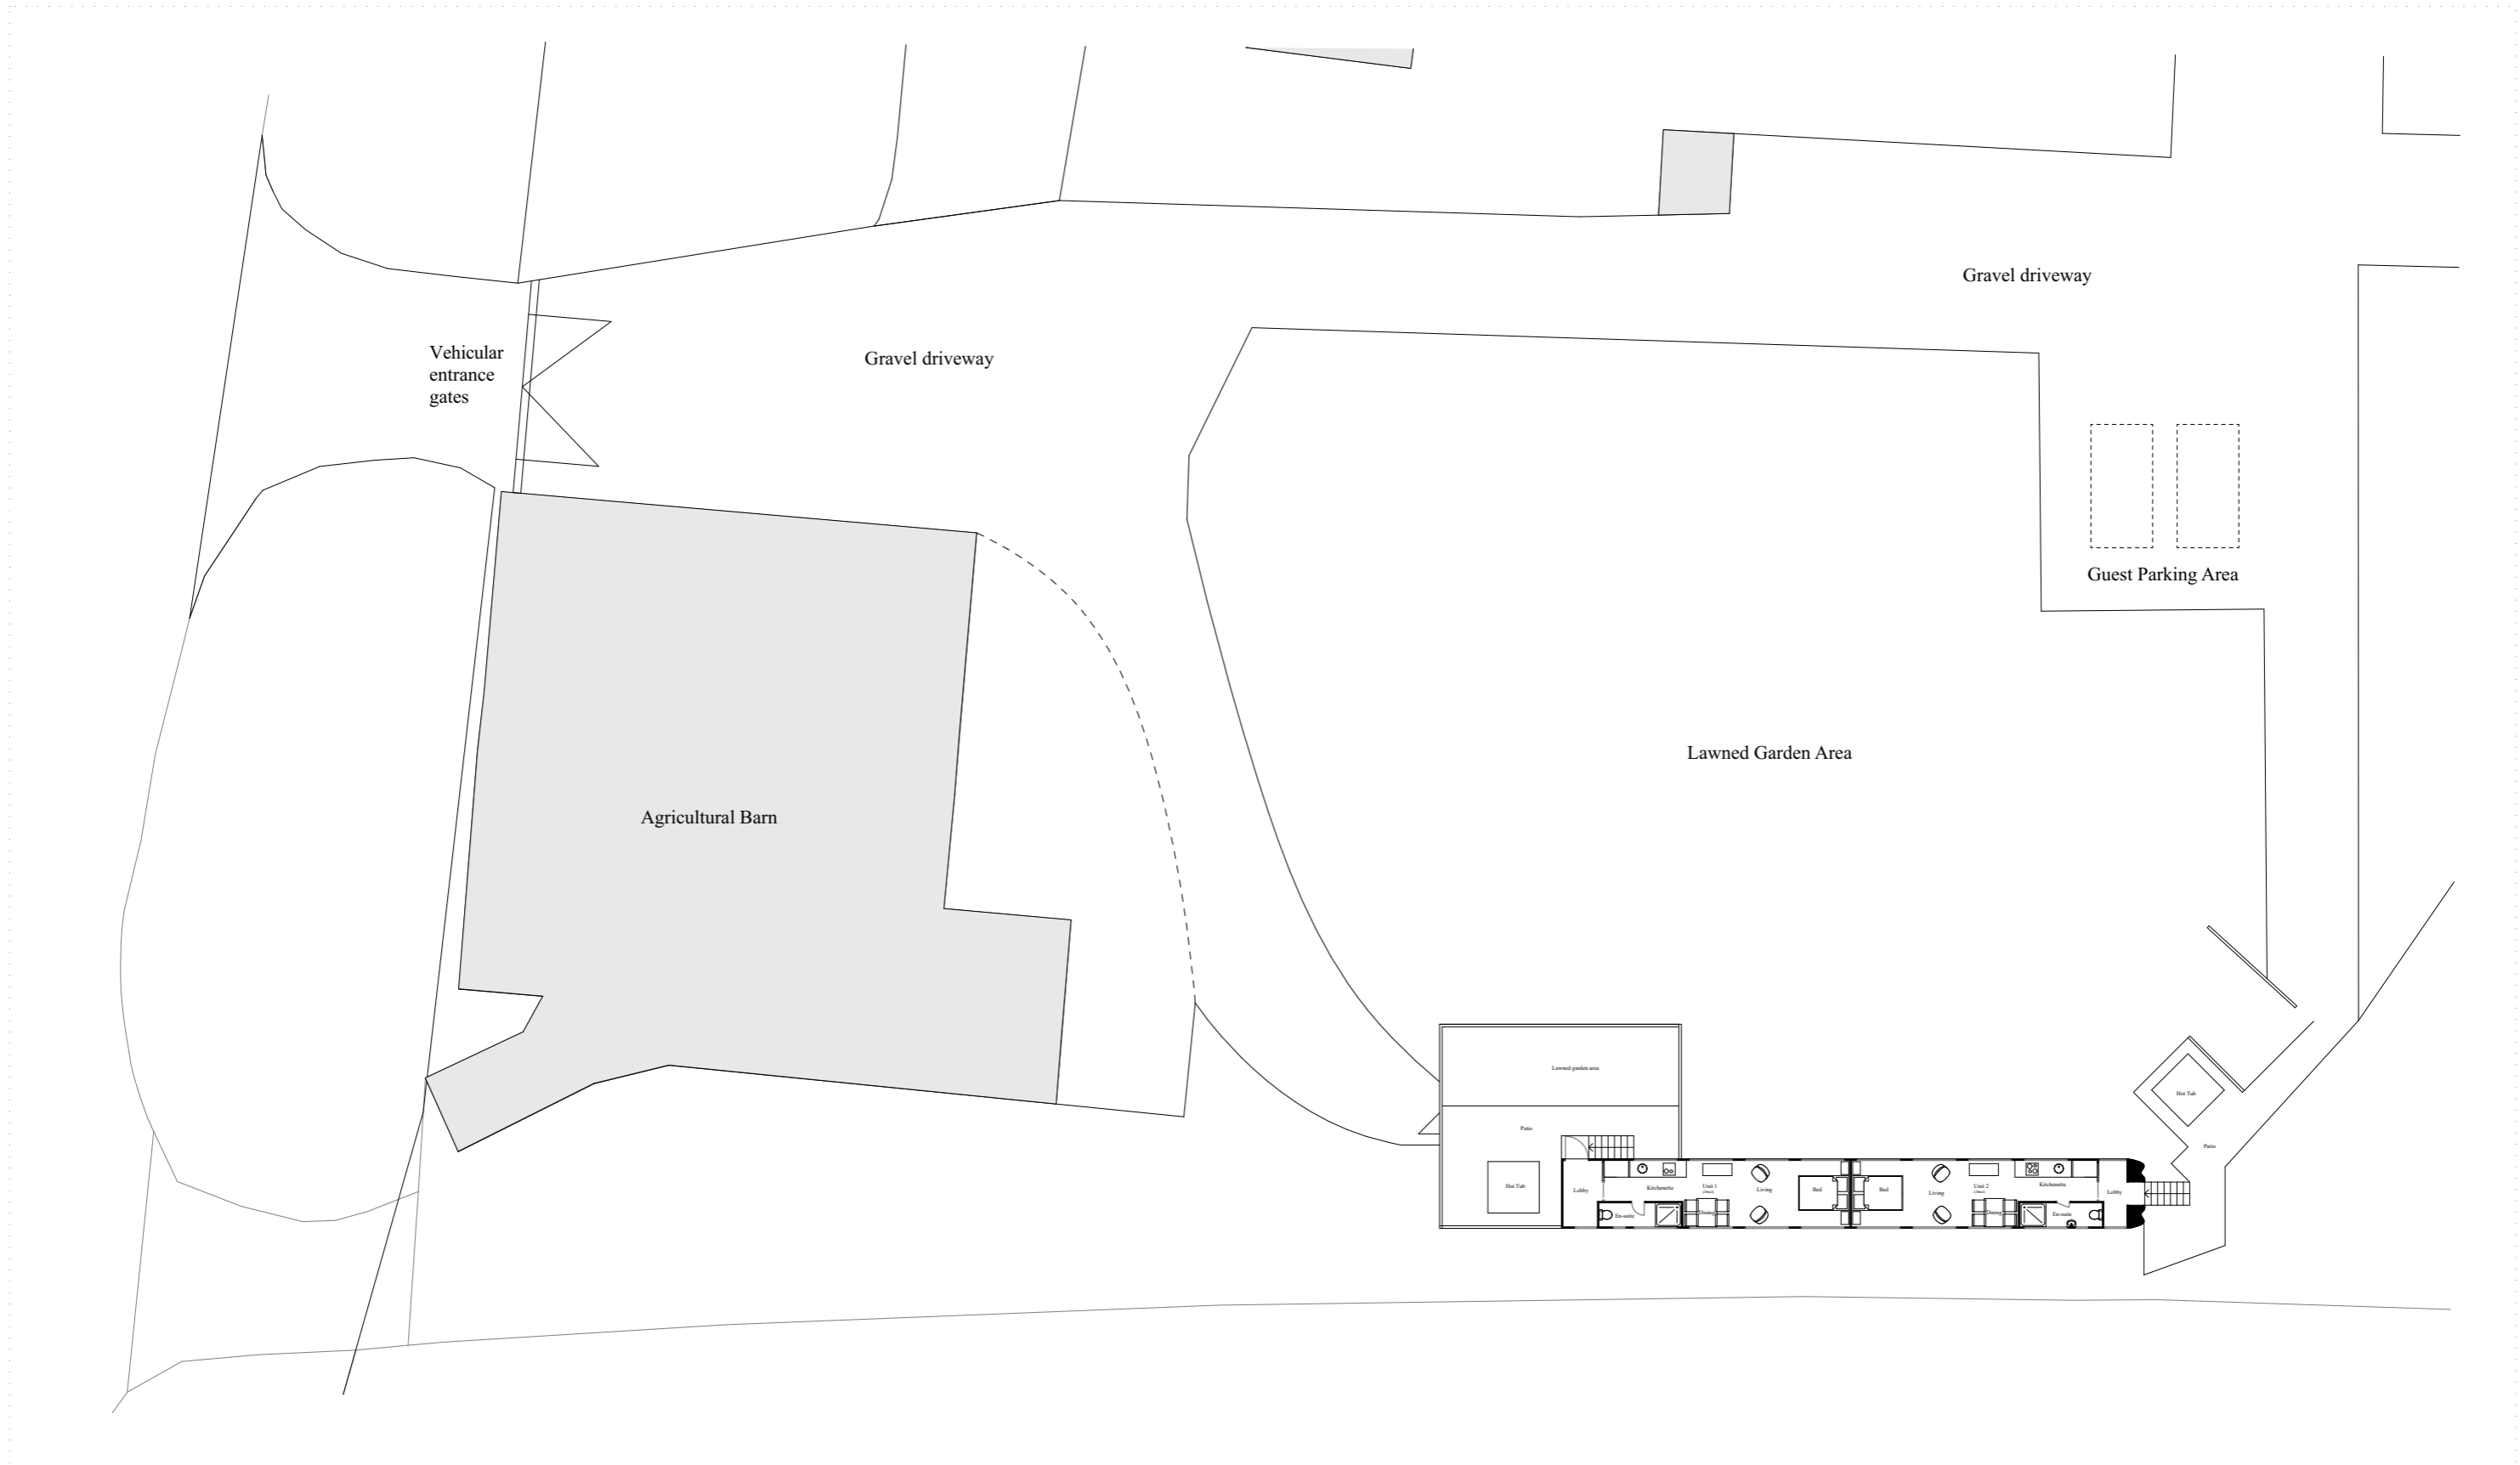 Gravel driveway
Vehicular
entrance
gates
Gravel driveway
Guest Parking Area
Lawned Garden Area
Agricultural Barn
Lawned garden area
Hot Tub
Patio
Patio
Hot Tub
Lobby
Kitchenette
Unit 1
Living
Bed
Bed
Living
Unit 2
Kitchenette
Lobby
En-suite
Dining
Dining
En-suite